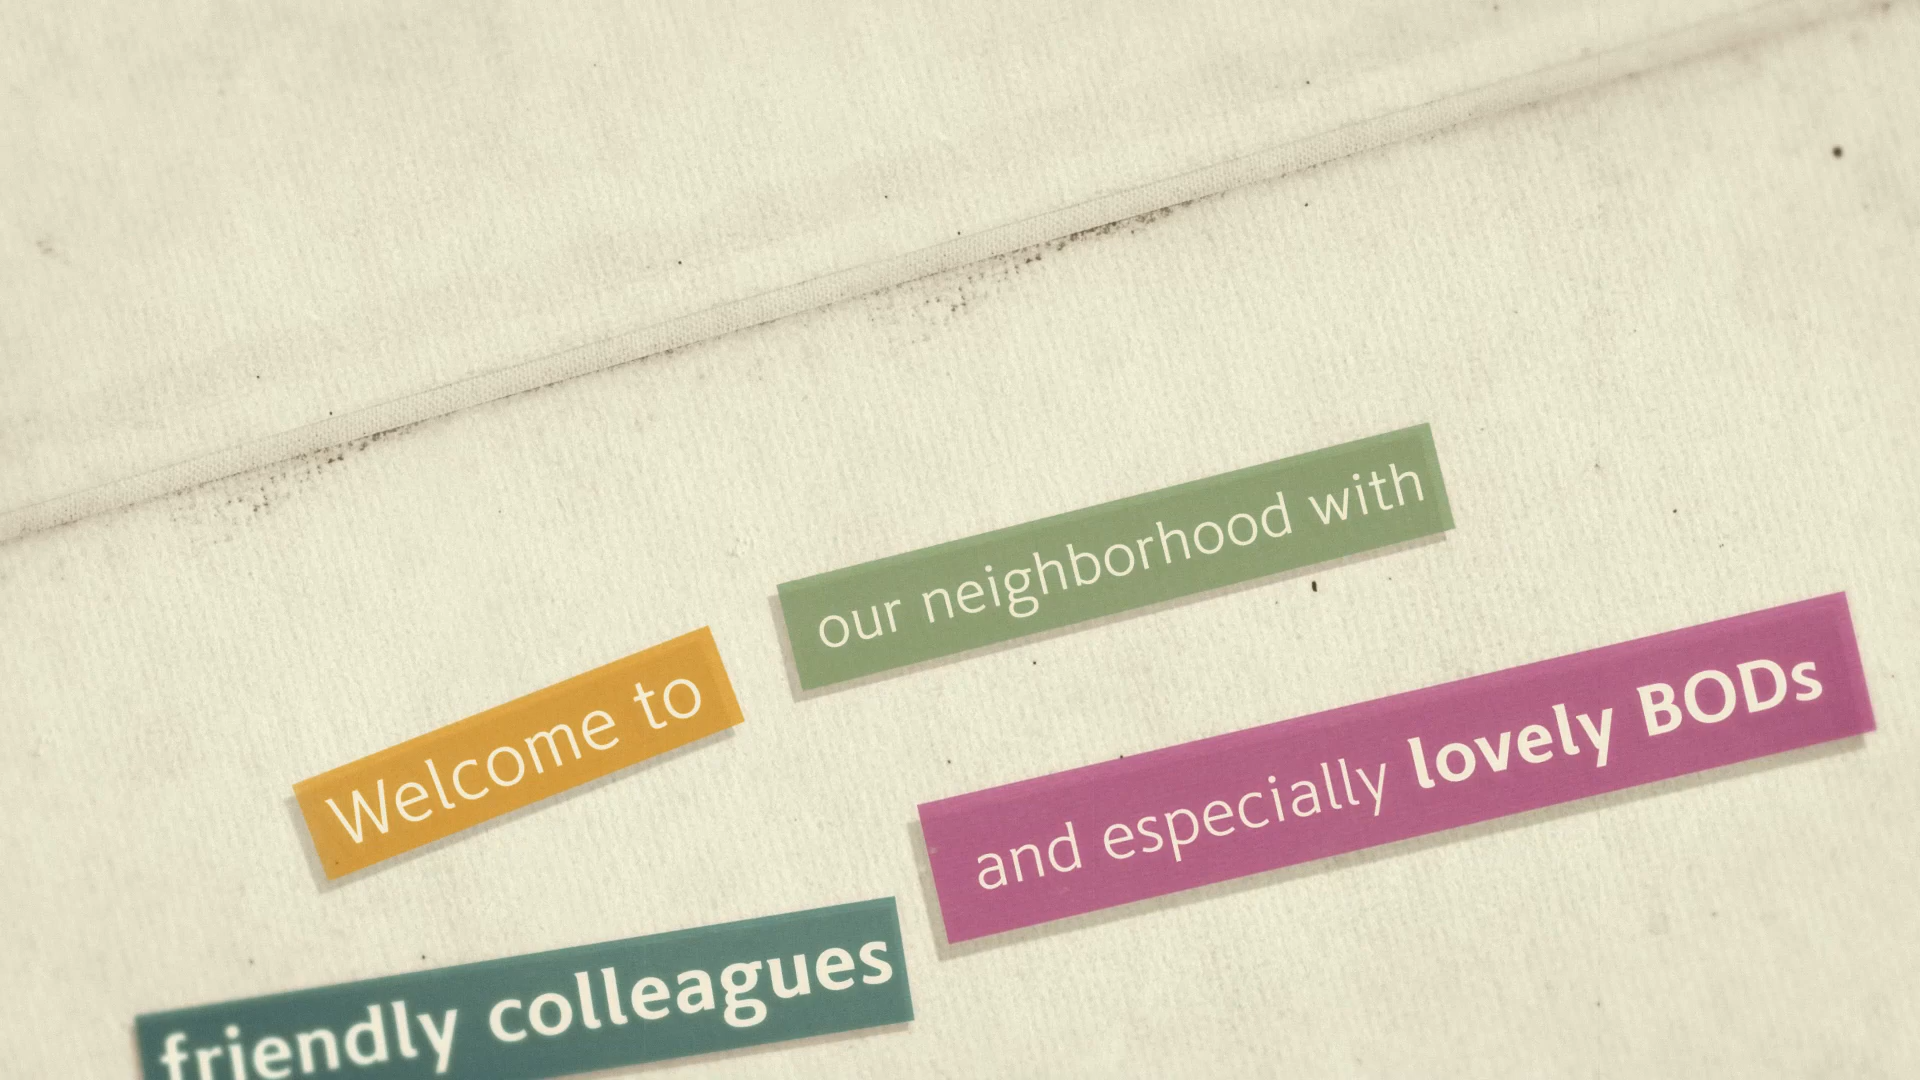 Welcome to
our neighborhood with
friendly colleagues
and especially lovely BODs